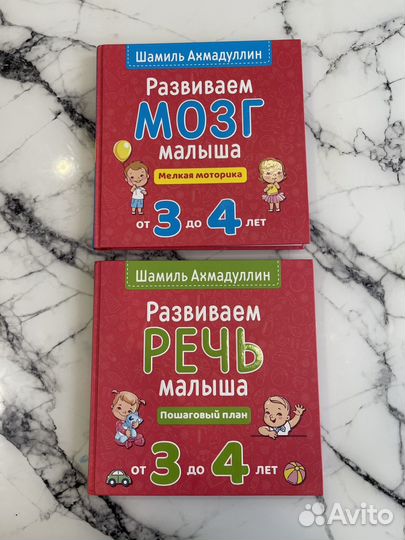 Шамиль Ахмадуллин
Развиваем
МОЗГ
малыша
Мелкая моторика
от 3 до 4 лет
Шамиль Ахмадуллин
Развиваем
РЕЧЬ
малыша
Пошаговый план
от 3 до 4 лет
Avito